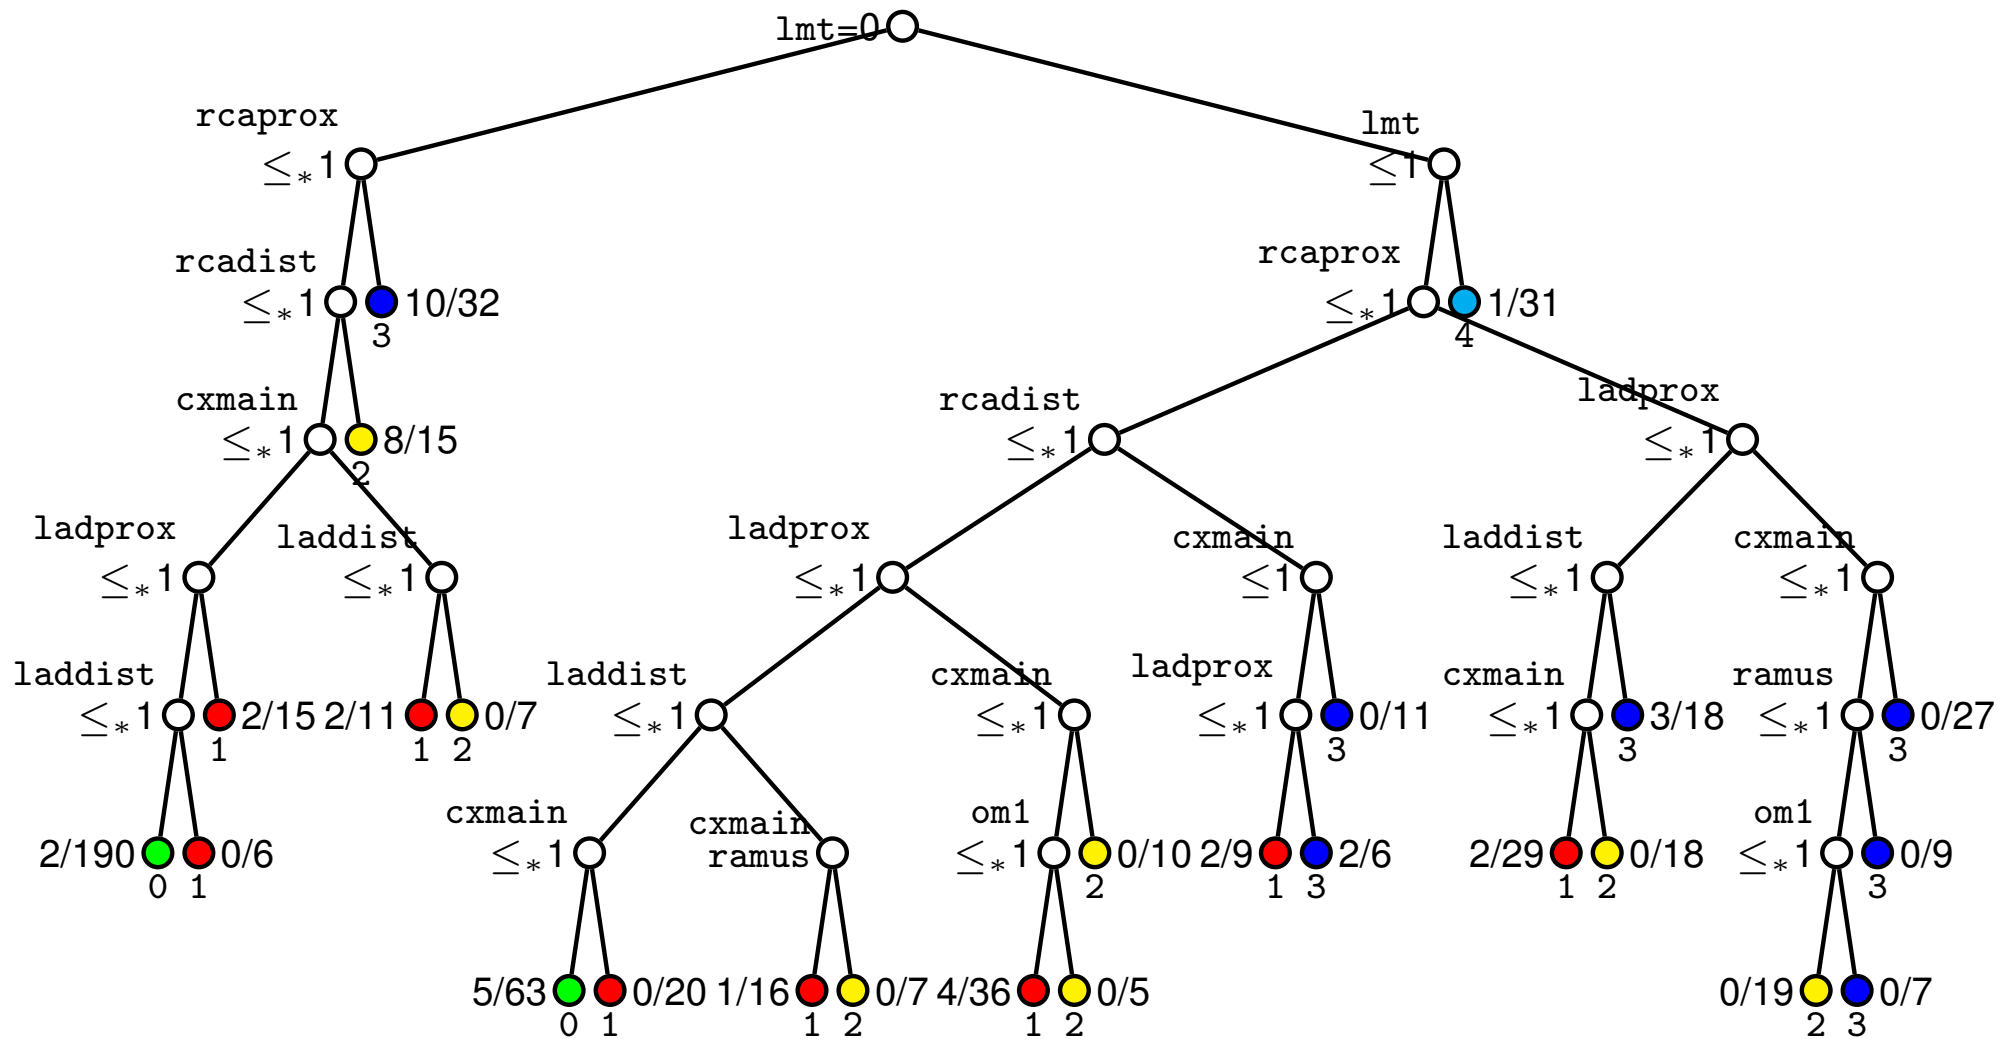 lmt=0
rcaprox
≤*1
lmt
≤1
rcadist
≤*1
10/32
3
rcaprox
≤*1
1/31
4
cxmain
≤*1
8/15
2
rcadist
≤*1
ladprox
≤*1
ladprox
≤*1
laddist
≤*1
ladprox
≤*1
cxmain
≤1
laddist
≤*1
cxmain
≤*1
laddist
≤*1
2/15
1
2/11
1
2
0/7
laddist
≤*1
cxmain
≤*1
ladprox
≤*1
0/11
3
cxmain
≤*1
3/18
3
ramus
≤*1
0/27
3
2/190
0
1
0/6
cxmain
≤*1
cxmain
ramus
om1
≤*1
0/10
2
2/9
1
3
2/6
2/29
1
2
0/18
om1
≤*1
0/9
3
5/63
0
1
0/20
1/16
1
2
0/7
4/36
1
2
0/5
0/19
2
3
0/7